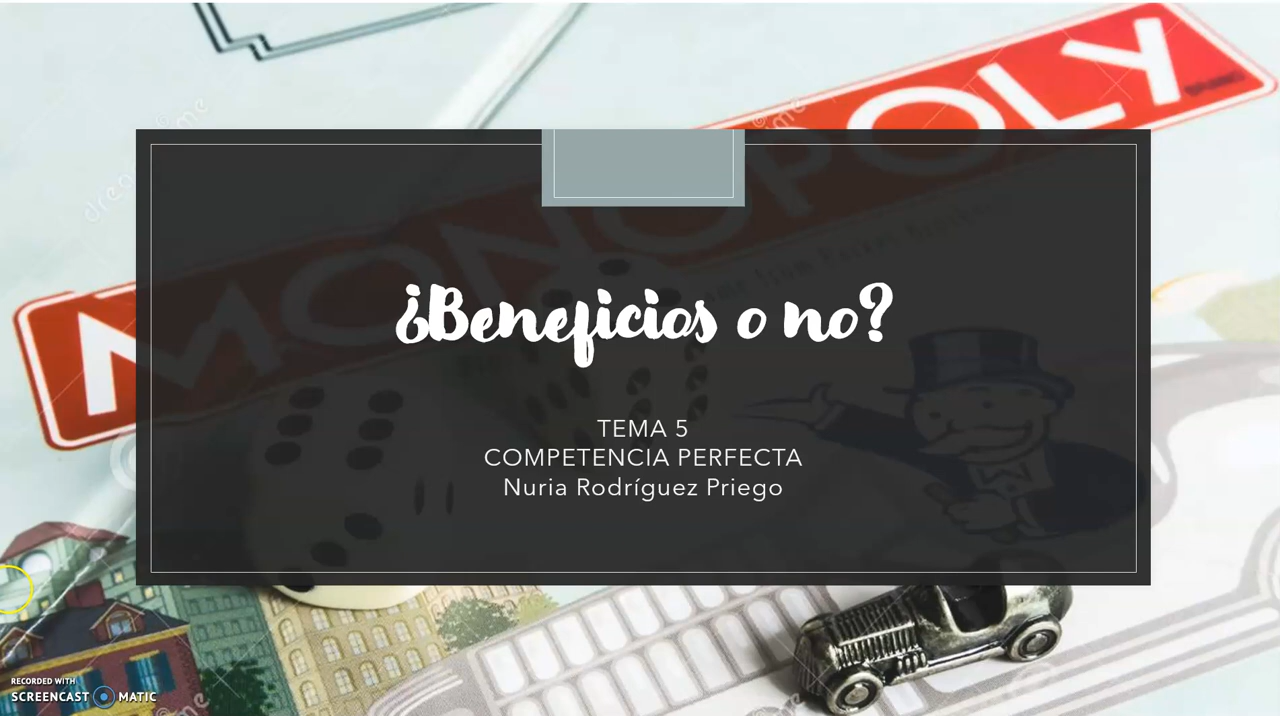 MONOPOLY
¿Beneficios o no?
TEMA 5
COMPETENCIA PERFECTA
Nuria Rodríguez Priego
RECORDED WITH
SCREENCAST MATIC